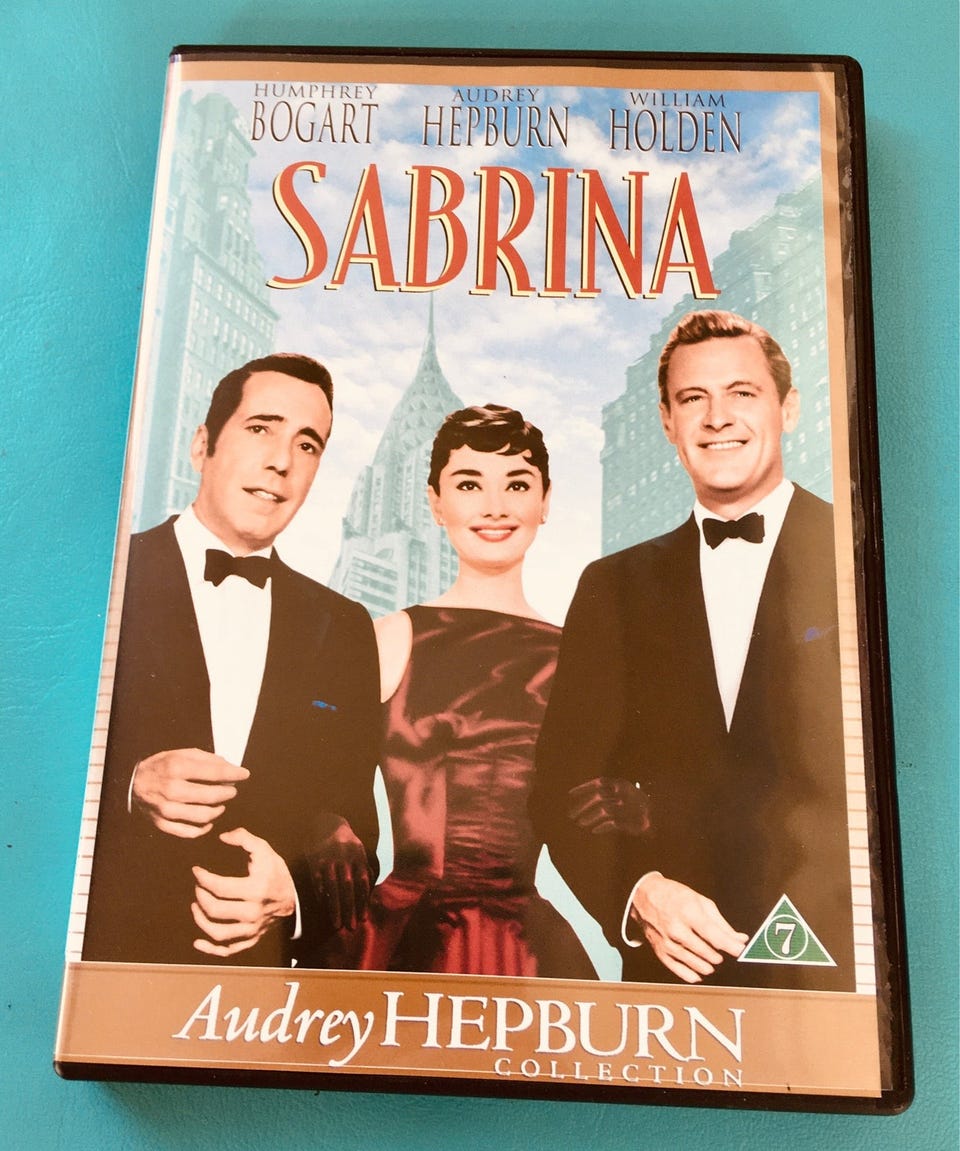 HUMPHREY AUDREY WILLIAM
BOGART HEPBURN HOLDEN
SABRINA
7
Audrey HEPBURN
COLLECTION